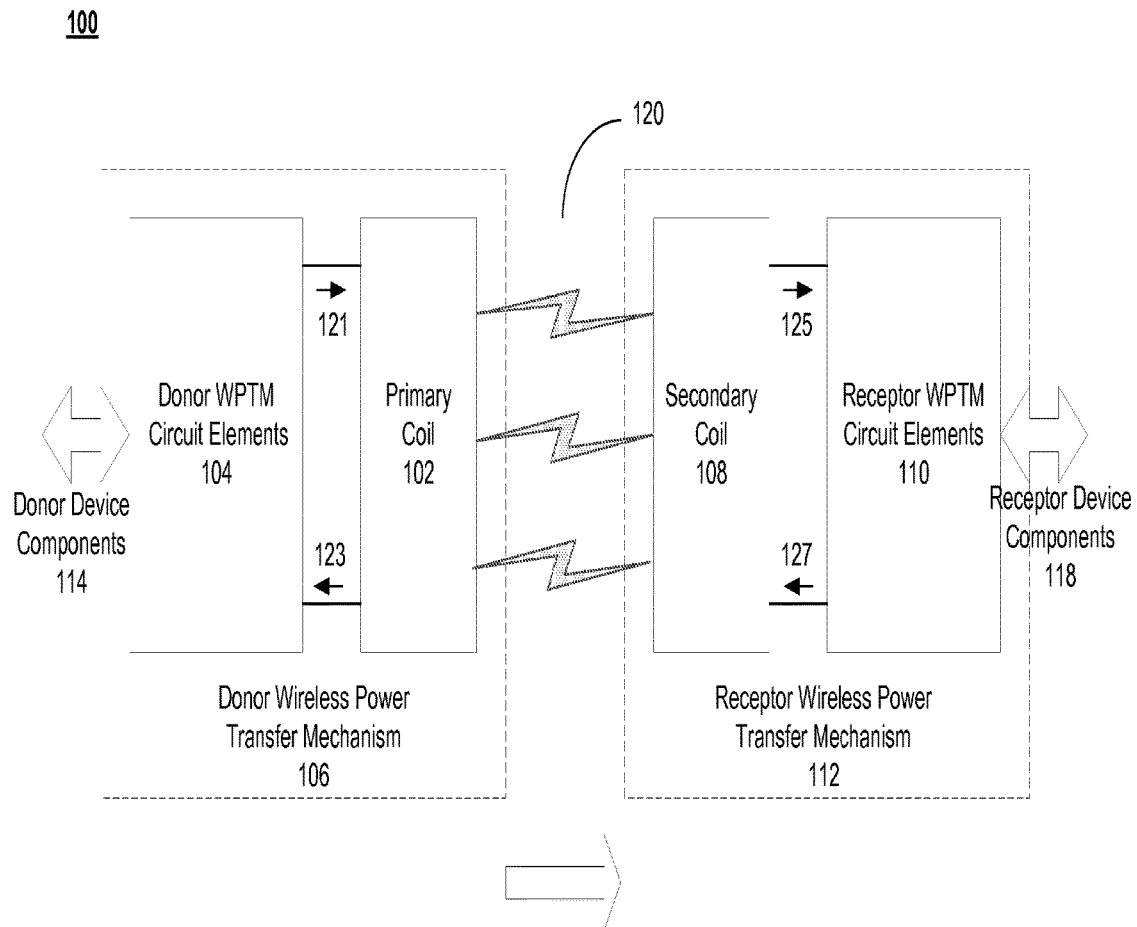 100
120
121
125
Donor WPTM
Circuit Elements
104
Primary
Coil
102
Secondary
Coil
108
Receptor WPTM
Circuit Elements
110
Donor Device
Components
114
Receptor Device
Components
118
123
127
Donor Wireless Power
Transfer Mechanism
106
Receptor Wireless Power
Transfer Mechanism
112